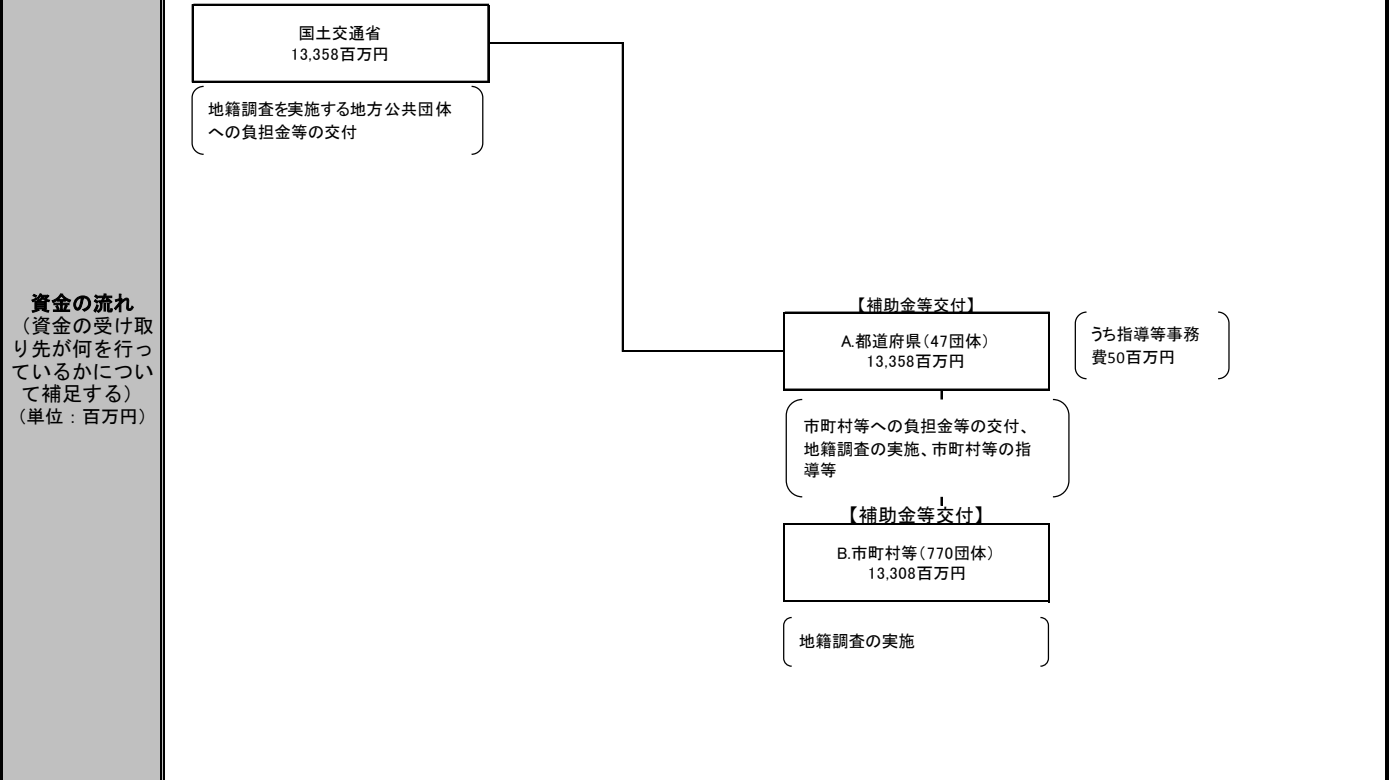 資金の流れ
（資金の受け取
り先が何を行っ
ているかについ
て補足する）
（単位：百万円）
国土交通省
13,358百万円
地籍調査を実施する地方公共団体
への負担金等の交付
【補助金等交付】
A.都道府県（47団体）
13,358百万円
うち指導等事務
費50百万円
市町村等への負担金等の交付、
地籍調査の実施、市町村等の指
導等
【補助金等交付】
B.市町村等（770団体）
13,308百万円
地籍調査の実施